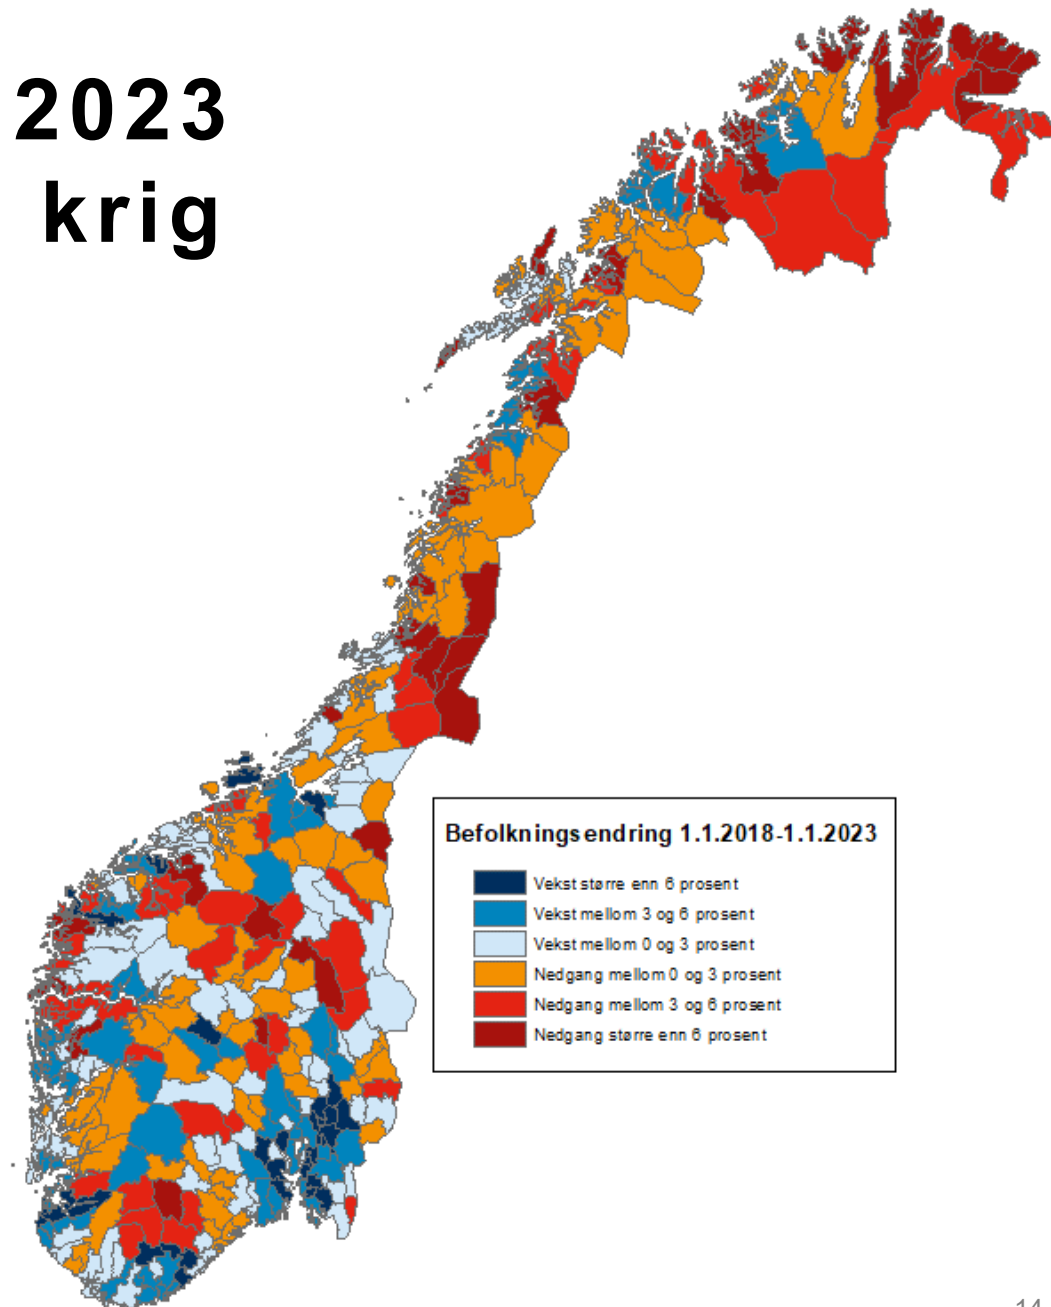 2023
krig
Befolkningsendring 1.1.2018-1.1.2023
Vekst større enn 6 prosent
Vekst mellom 3 og 6 prosent
Vekst mellom 0 og 3 prosent
Nedgang mellom 0 og 3 prosent
Nedgang mellom 3 og 6 prosent
Nedgang større enn 6 prosent
14